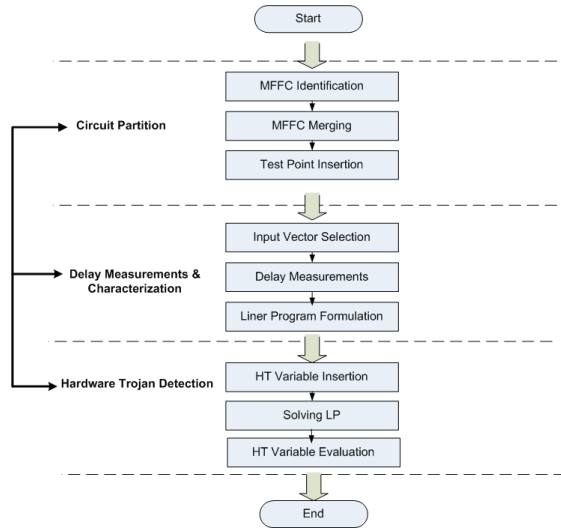 Start
MFFC Identification
Circuit Partition
MFFC Merging
Test Point Insertion
Input Vector Selection
Delay Measurements &
Characterization
Delay Measurements
Liner Program Formulation
Hardware Trojan Detection
HT Variable Insertion
Solving LP
HT Variable Evaluation
End